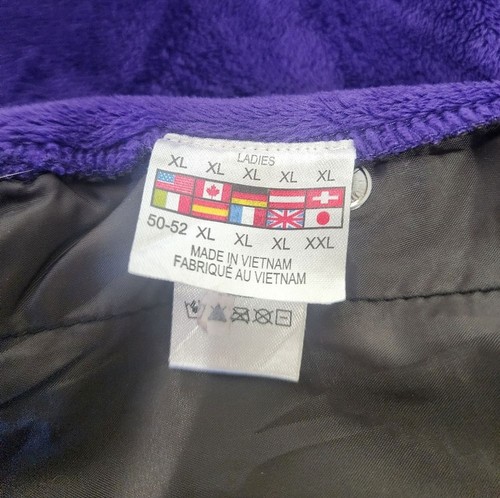 LADIES
XL XL XL XL XL
50-52 XL XL XL XXL
MADE IN VIETNAM
FABRIQUÉ AU VIETNAM